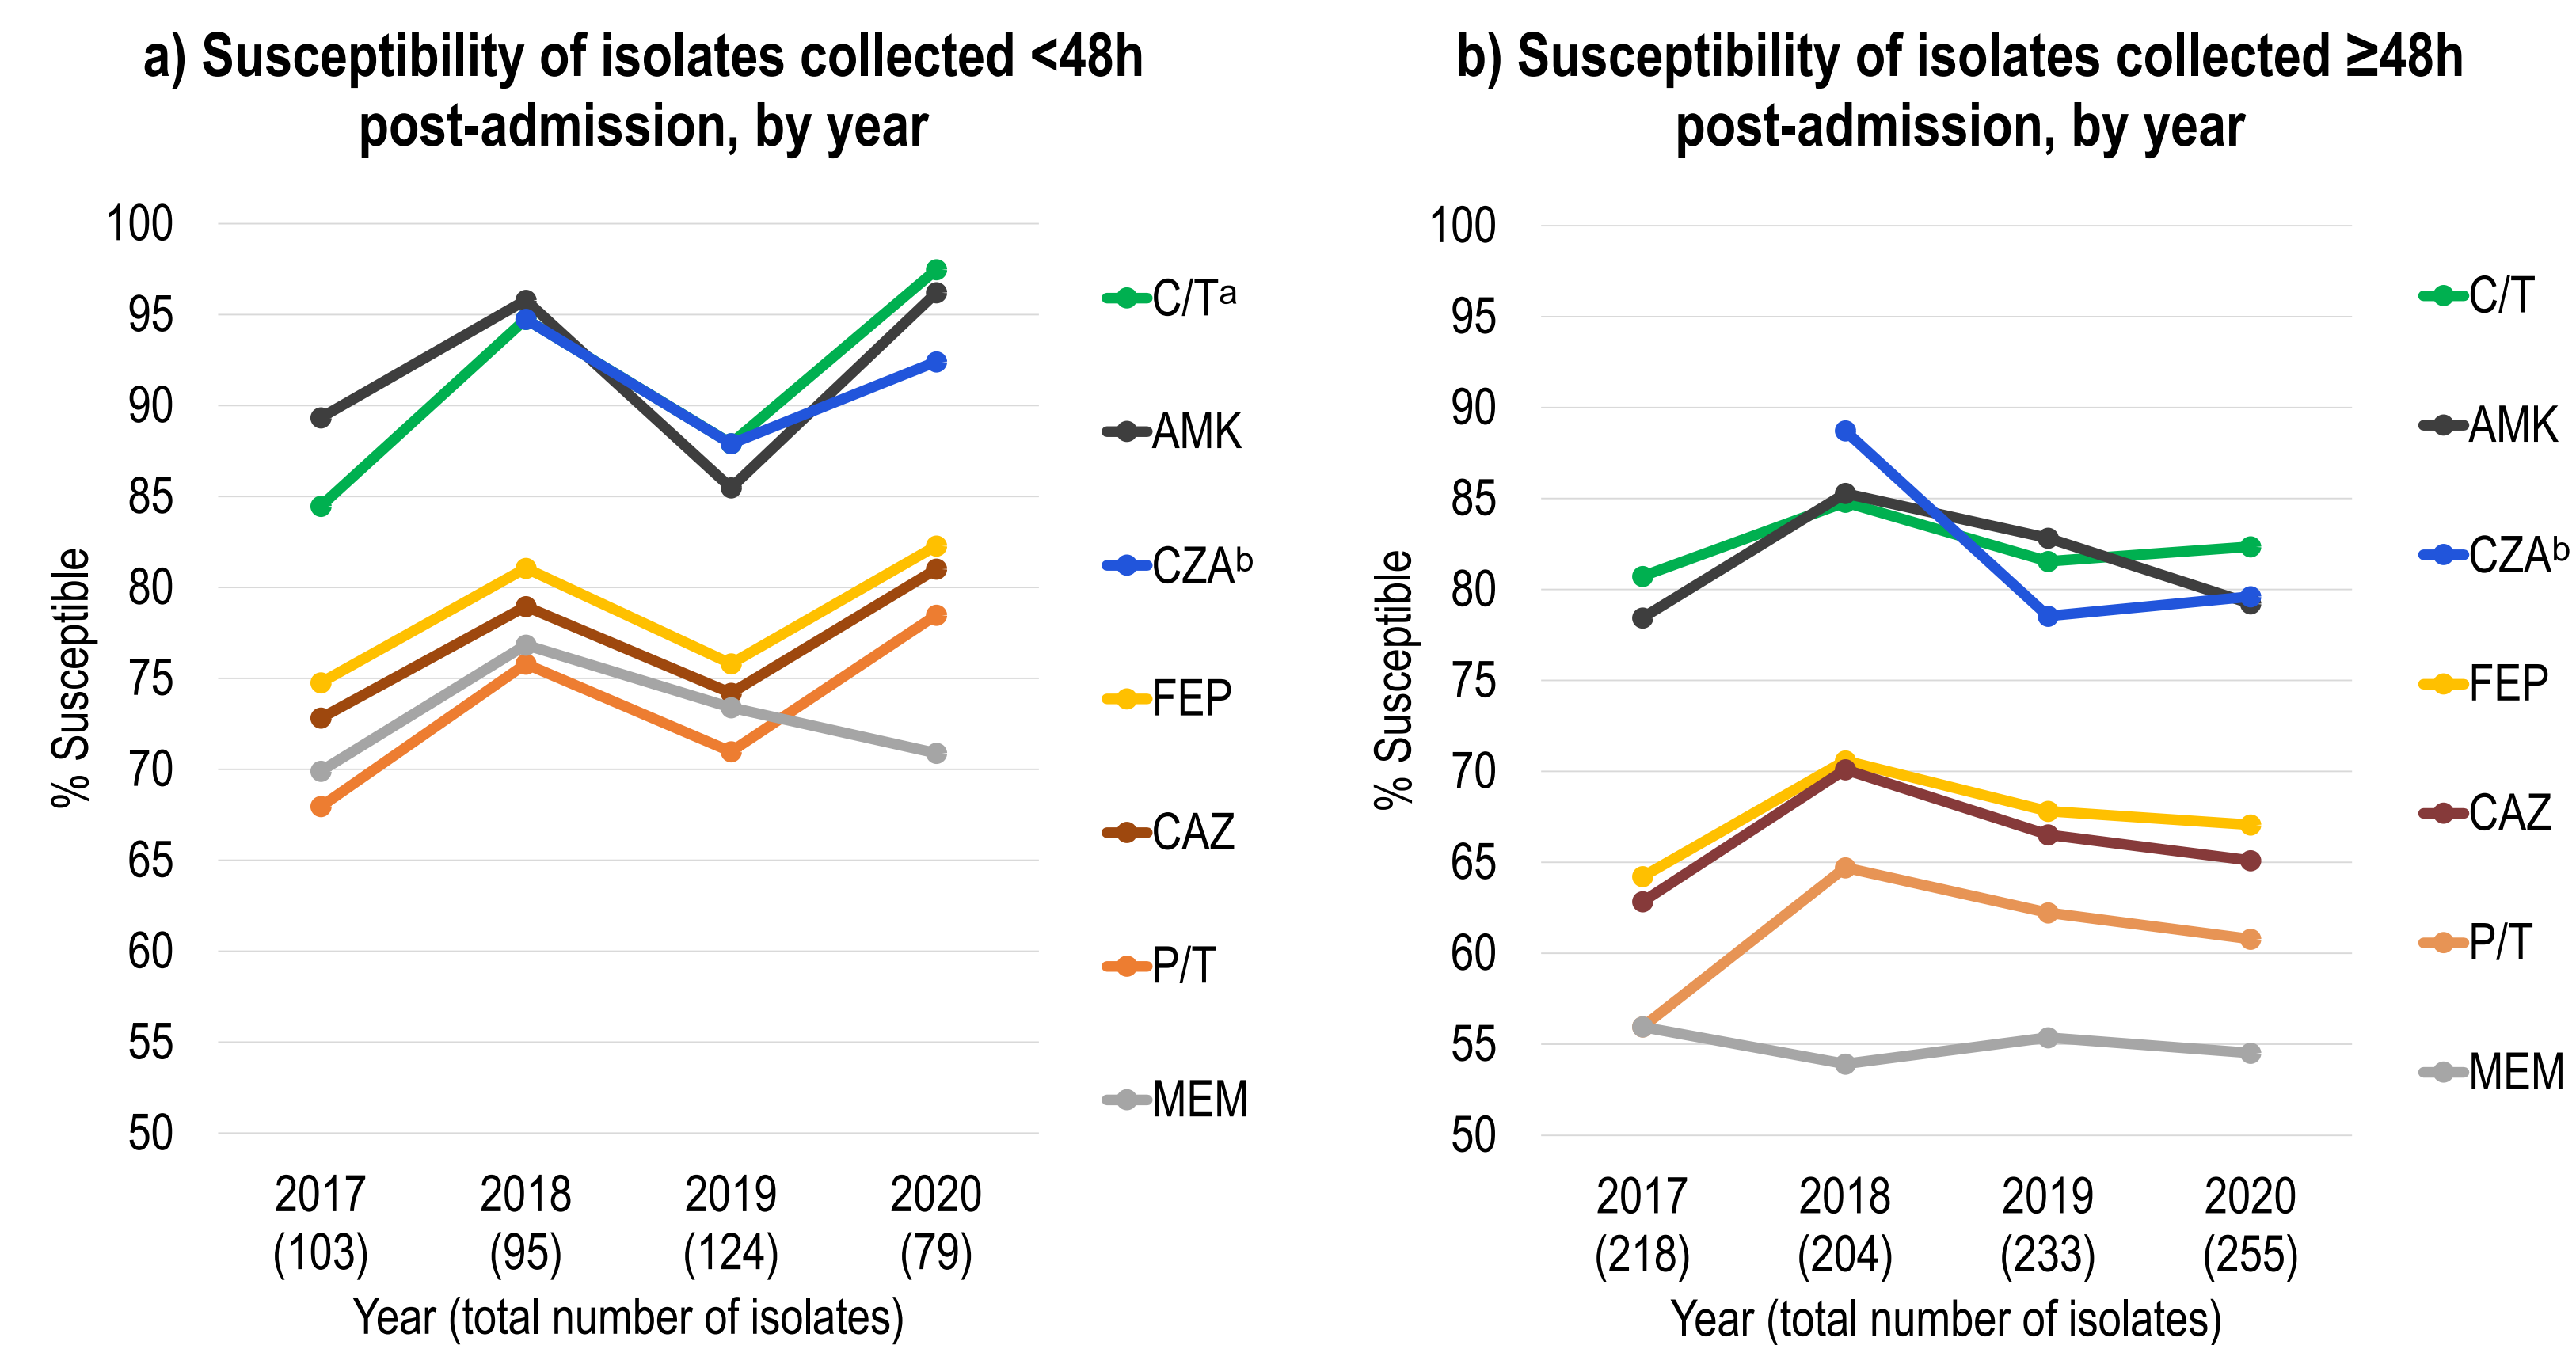 a) Susceptibility of isolates collected <48h
post-admission, by year
% Susceptible
100
95
90
85
80
75
70
65
60
55
50
2017 2018 2019 2020
(103) (95) (124) (79)
Year (total number of isolates)
C/Tᵃ
AMK
CZAᵇ
FEP
CAZ
P/T
MEM
b) Susceptibility of isolates collected ≥48h
post-admission, by year
% Susceptible
100
95
90
85
80
75
70
65
60
55
50
2017 2018 2019 2020
(218) (204) (233) (255)
Year (total number of isolates)
C/T
AMK
CZAᵇ
FEP
CAZ
P/T
MEM